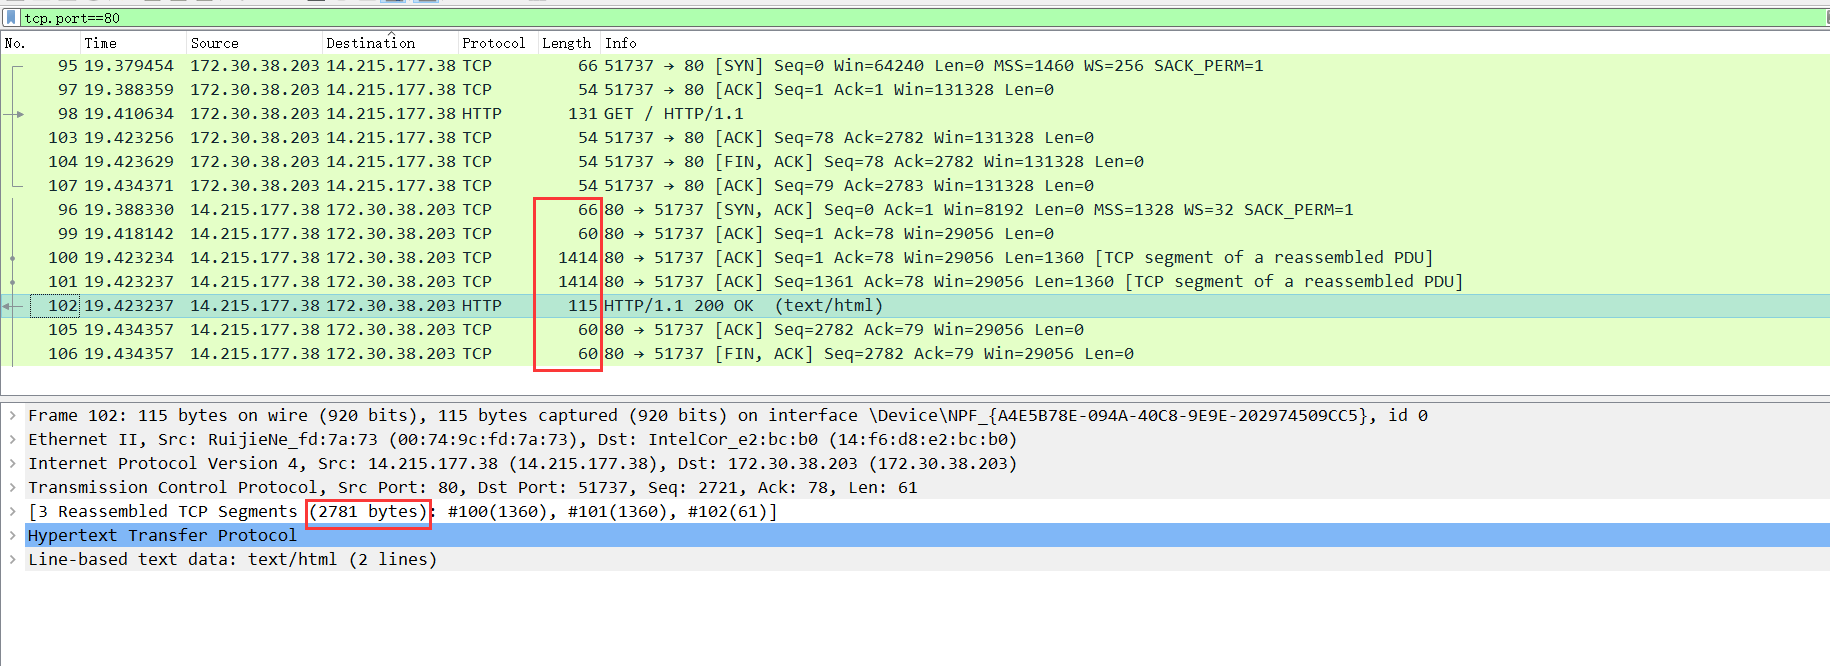 tcp.port==80
No. Time Source Destination Protocol Length Info
95 19.379454 172.30.38.203 14.215.177.38 TCP 66 51737 → 80 [SYN] Seq=0 Win=64240 Len=0 MSS=1460 WS=256 SACK_PERM=1
97 19.388359 172.30.38.203 14.215.177.38 TCP 54 51737 → 80 [ACK] Seq=1 Ack=1 Win=131328 Len=0
98 19.410634 172.30.38.203 14.215.177.38 HTTP 131 GET / HTTP/1.1
103 19.423256 172.30.38.203 14.215.177.38 TCP 54 51737 → 80 [ACK] Seq=78 Ack=2782 Win=131328 Len=0
104 19.423629 172.30.38.203 14.215.177.38 TCP 54 51737 → 80 [FIN, ACK] Seq=78 Ack=2782 Win=131328 Len=0
107 19.434371 172.30.38.203 14.215.177.38 TCP 54 51737 → 80 [ACK] Seq=79 Ack=2783 Win=131328 Len=0
96 19.388330 14.215.177.38 172.30.38.203 TCP 66 80 → 51737 [SYN, ACK] Seq=0 Ack=1 Win=8192 Len=0 MSS=1328 WS=32 SACK_PERM=1
99 19.418142 14.215.177.38 172.30.38.203 TCP 60 80 → 51737 [ACK] Seq=1 Ack=78 Win=29056 Len=0
100 19.423234 14.215.177.38 172.30.38.203 TCP 1414 80 → 51737 [ACK] Seq=1 Ack=78 Win=29056 Len=1360 [TCP segment of a reassembled PDU]
101 19.423237 14.215.177.38 172.30.38.203 TCP 1414 80 → 51737 [ACK] Seq=1361 Ack=78 Win=29056 Len=1360 [TCP segment of a reassembled PDU]
102 19.423237 14.215.177.38 172.30.38.203 HTTP 115 HTTP/1.1 200 OK (text/html)
105 19.434357 14.215.177.38 172.30.38.203 TCP 60 80 → 51737 [ACK] Seq=2782 Ack=79 Win=29056 Len=0
106 19.434357 14.215.177.38 172.30.38.203 TCP 60 80 → 51737 [FIN, ACK] Seq=2782 Ack=79 Win=29056 Len=0
Frame 102: 115 bytes on wire (920 bits), 115 bytes captured (920 bits) on interface \Device\NPF_{A4E5B78E-094A-40C8-9E9E-202974509CC5}, id 0
Ethernet II, Src: RuijieNe_fd:7a:73 (00:74:9c:fd:7a:73), Dst: IntelCor_e2:bc:b0 (14:f6:d8:e2:bc:b0)
Internet Protocol Version 4, Src: 14.215.177.38 (14.215.177.38), Dst: 172.30.38.203 (172.30.38.203)
Transmission Control Protocol, Src Port: 80, Dst Port: 51737, Seq: 2721, Ack: 78, Len: 61
[3 Reassembled TCP Segments (2781 bytes): #100(1360), #101(1360), #102(61)]
Hypertext Transfer Protocol
Line-based text data: text/html (2 lines)